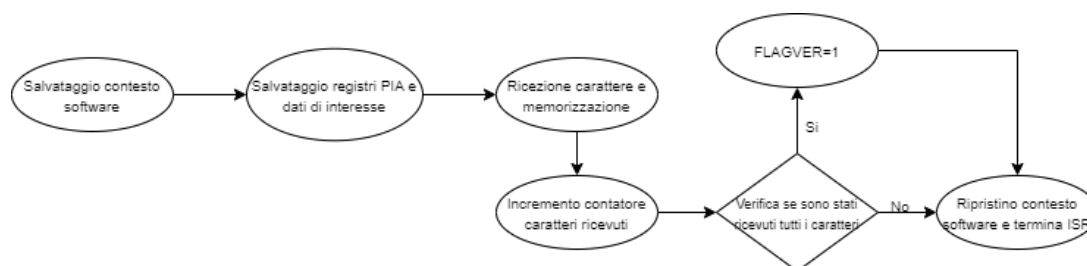 Salvataggio contesto
software
Salvataggio registri PIA e
dati di interesse
Ricezione carattere e
memorizzazione
FLAGVER=1
Si
Incremento contatore
caratteri ricevuti
Verifica se sono stati
ricevuti tutti i caratteri
No
Ripristino contesto
software e termina ISR